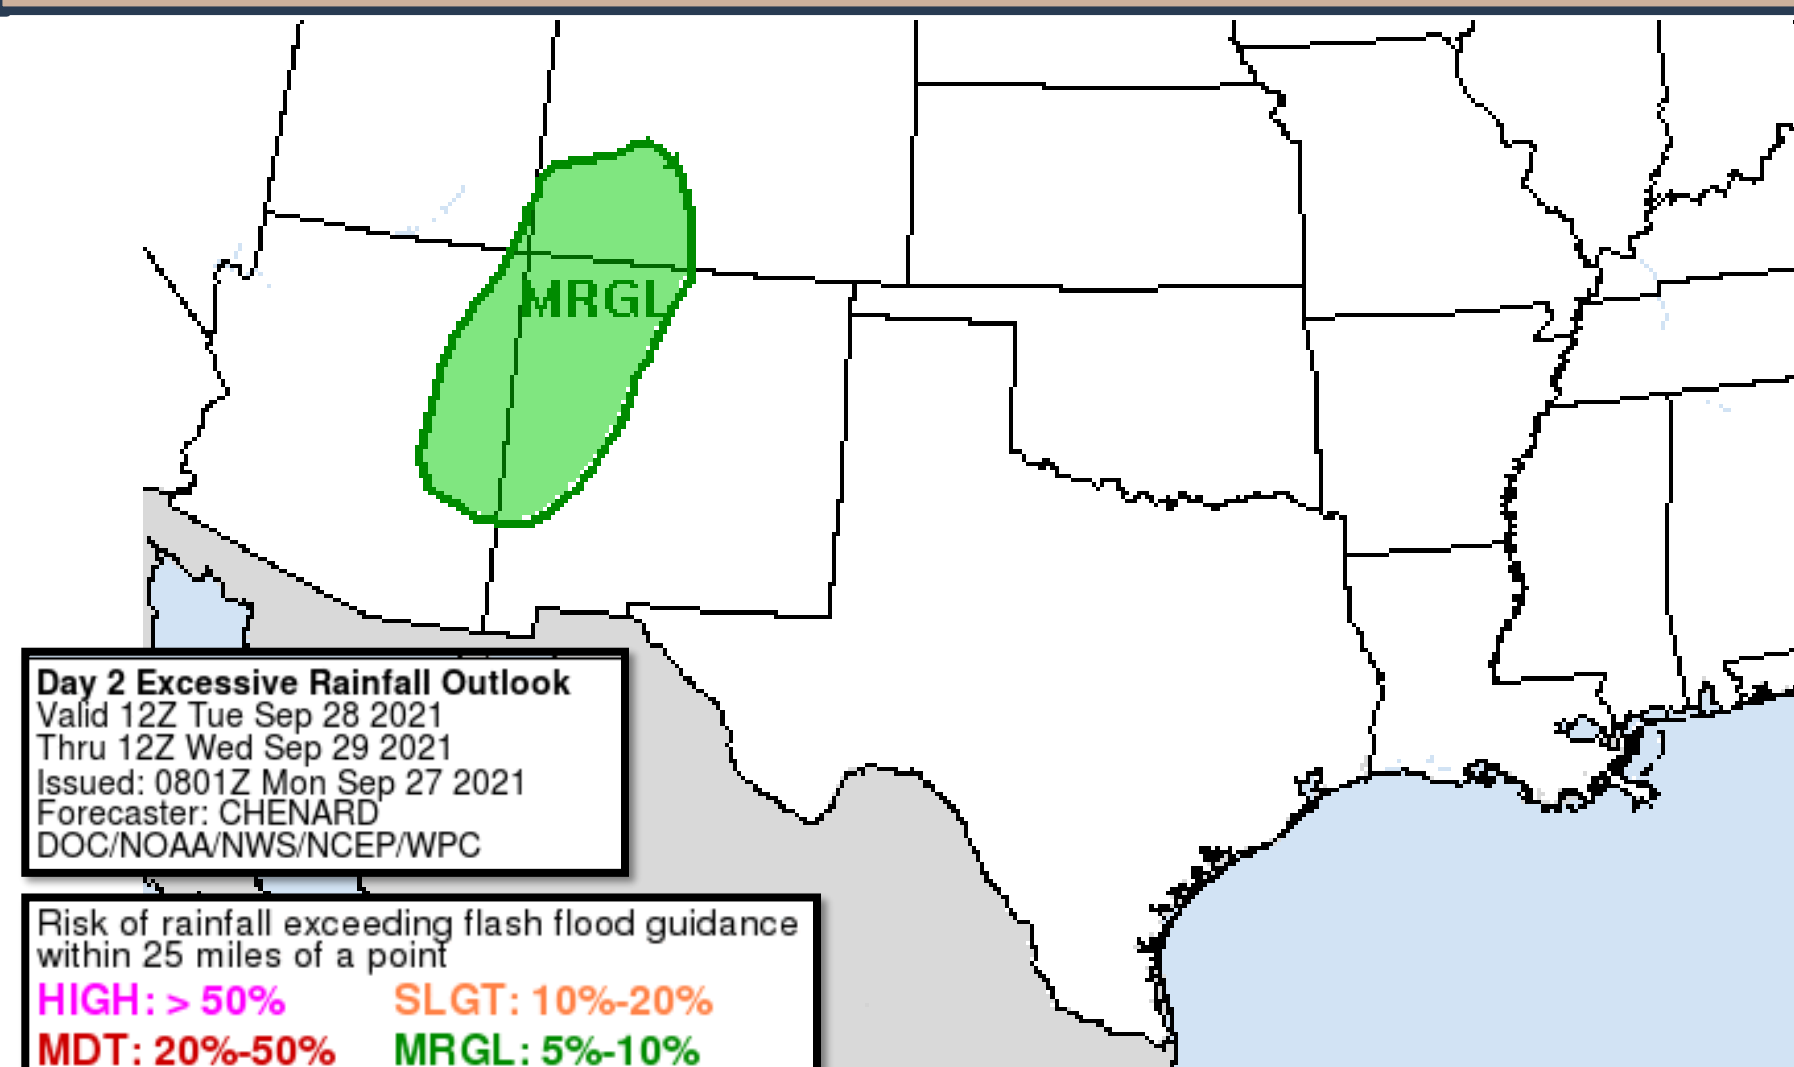 MRGL
Day 2 Excessive Rainfall Outlook
Valid 12Z Tue Sep 28 2021
Thru 12Z Wed Sep 29 2021
Issued: 0801Z Mon Sep 27 2021
Forecaster: CHENARD
DOC/NOAA/NWS/NCEP/WPC
Risk of rainfall exceeding flash flood guidance
within 25 miles of a point
HIGH: > 50% SLGT: 10%-20%
MDT: 20%-50% MRGL: 5%-10%